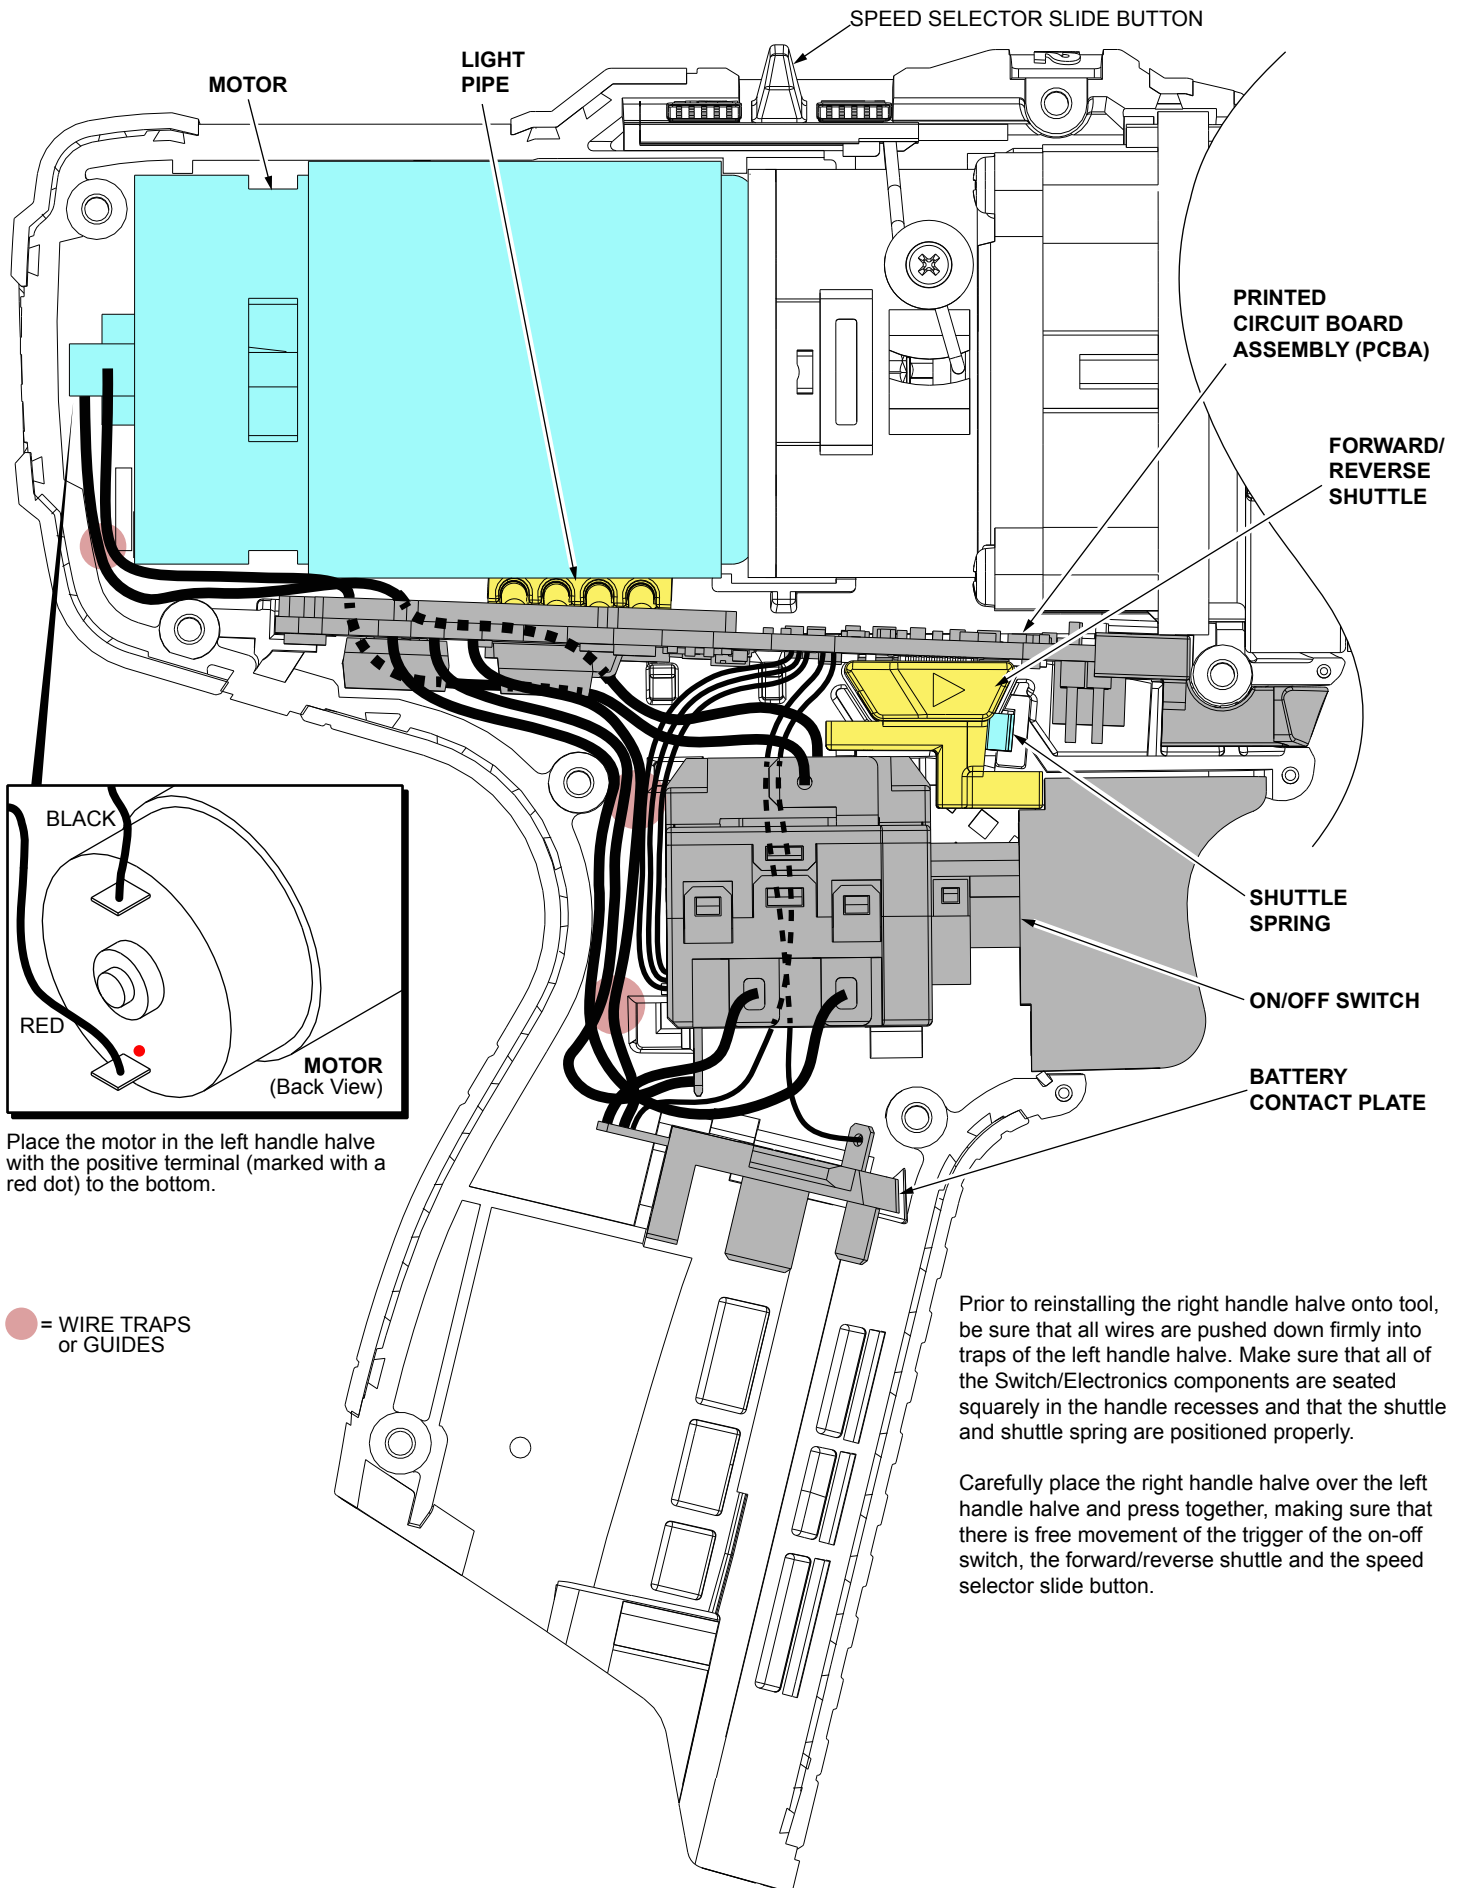 SPEED SELECTOR SLIDE BUTTON
LIGHT
PIPE
MOTOR
PRINTED
CIRCUIT BOARD
ASSEMBLY (PCBA)
FORWARD/
REVERSE
SHUTTLE
BLACK
RED
MOTOR
(Back View)
SHUTTLE
SPRING
ON/OFF SWITCH
BATTERY
CONTACT PLATE
Place the motor in the left handle halve
with the positive terminal (marked with a
red dot) to the bottom.
= WIRE TRAPS
or GUIDES
Prior to reinstalling the right handle halve onto tool,
be sure that all wires are pushed down firmly into
traps of the left handle halve. Make sure that all of
the Switch/Electronics components are seated
squarely in the handle recesses and that the shuttle
and shuttle spring are positioned properly.
Carefully place the right handle halve over the left
handle halve and press together, making sure that
there is free movement of the trigger of the on-off
switch, the forward/reverse shuttle and the speed
selector slide button.